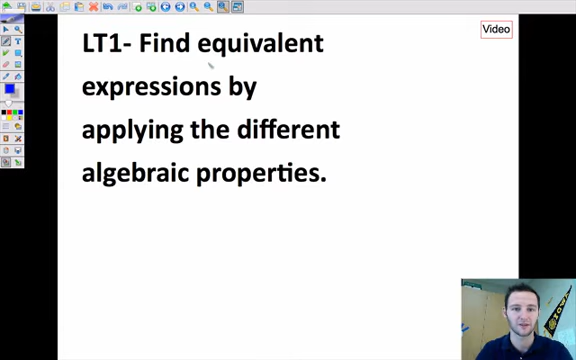 LT1- Find equivalent
Video
expressions by
applying the different
algebraic properties.